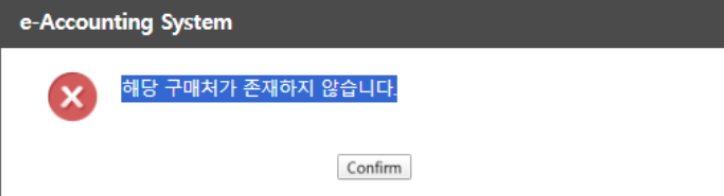 e-Accounting System
해당 구매처가 존재하지 않습니다.
Confirm